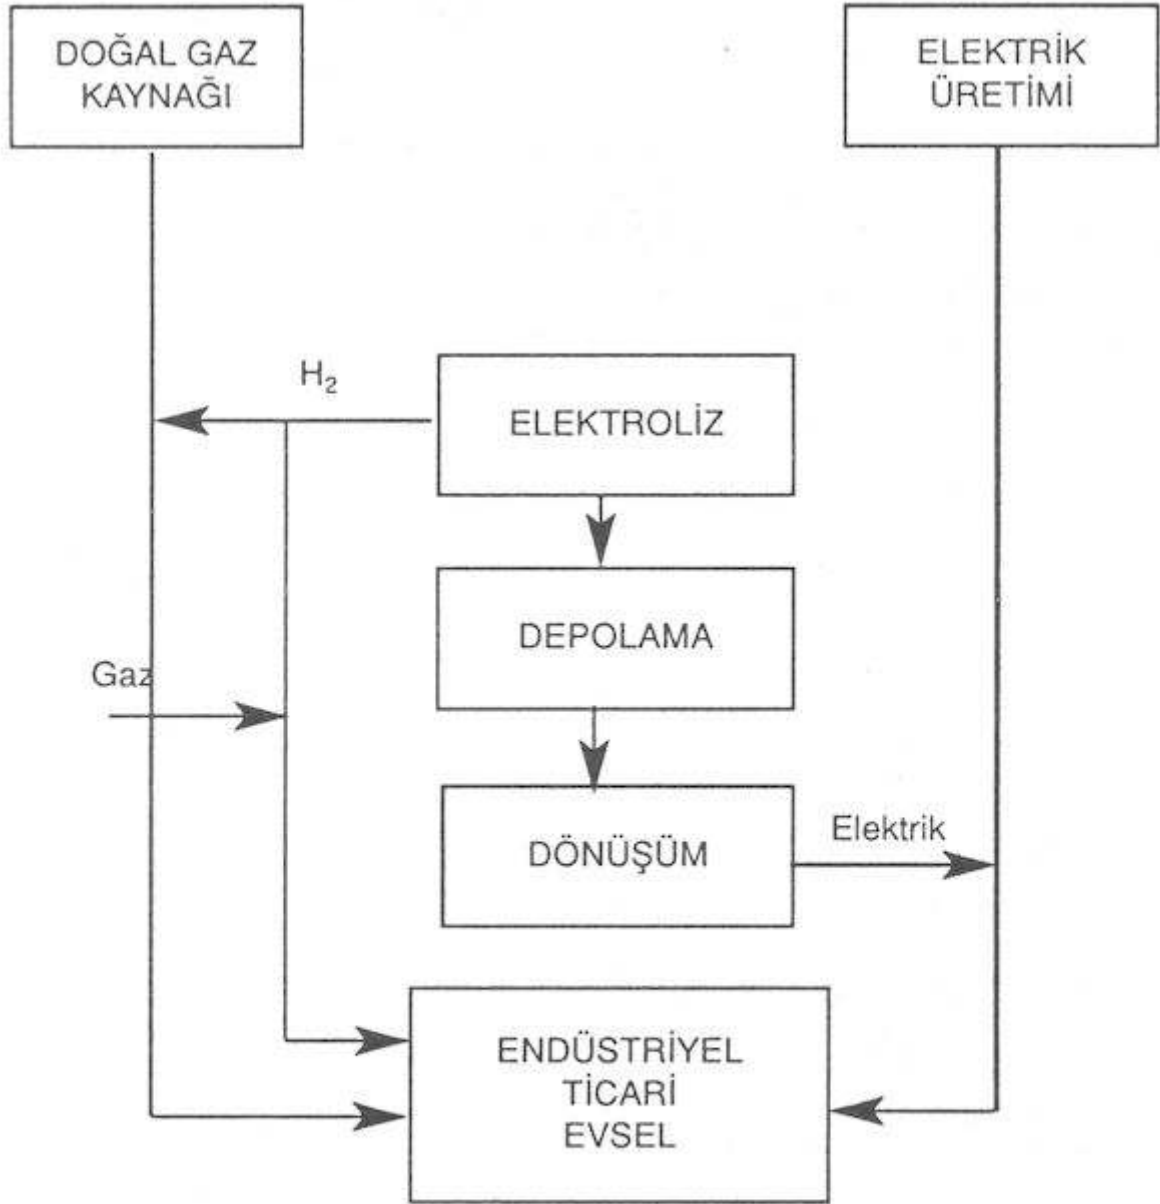 DOĞAL GAZ
KAYNAĞI
ELEKTRİK
ÜRETİMİ
H₂
ELEKTROLİZ
DEPOLAMA
Gaz
DÖNÜŞÜM
Elektrik
ENDÜSTRİYEL
TİCARİ
EVSEL